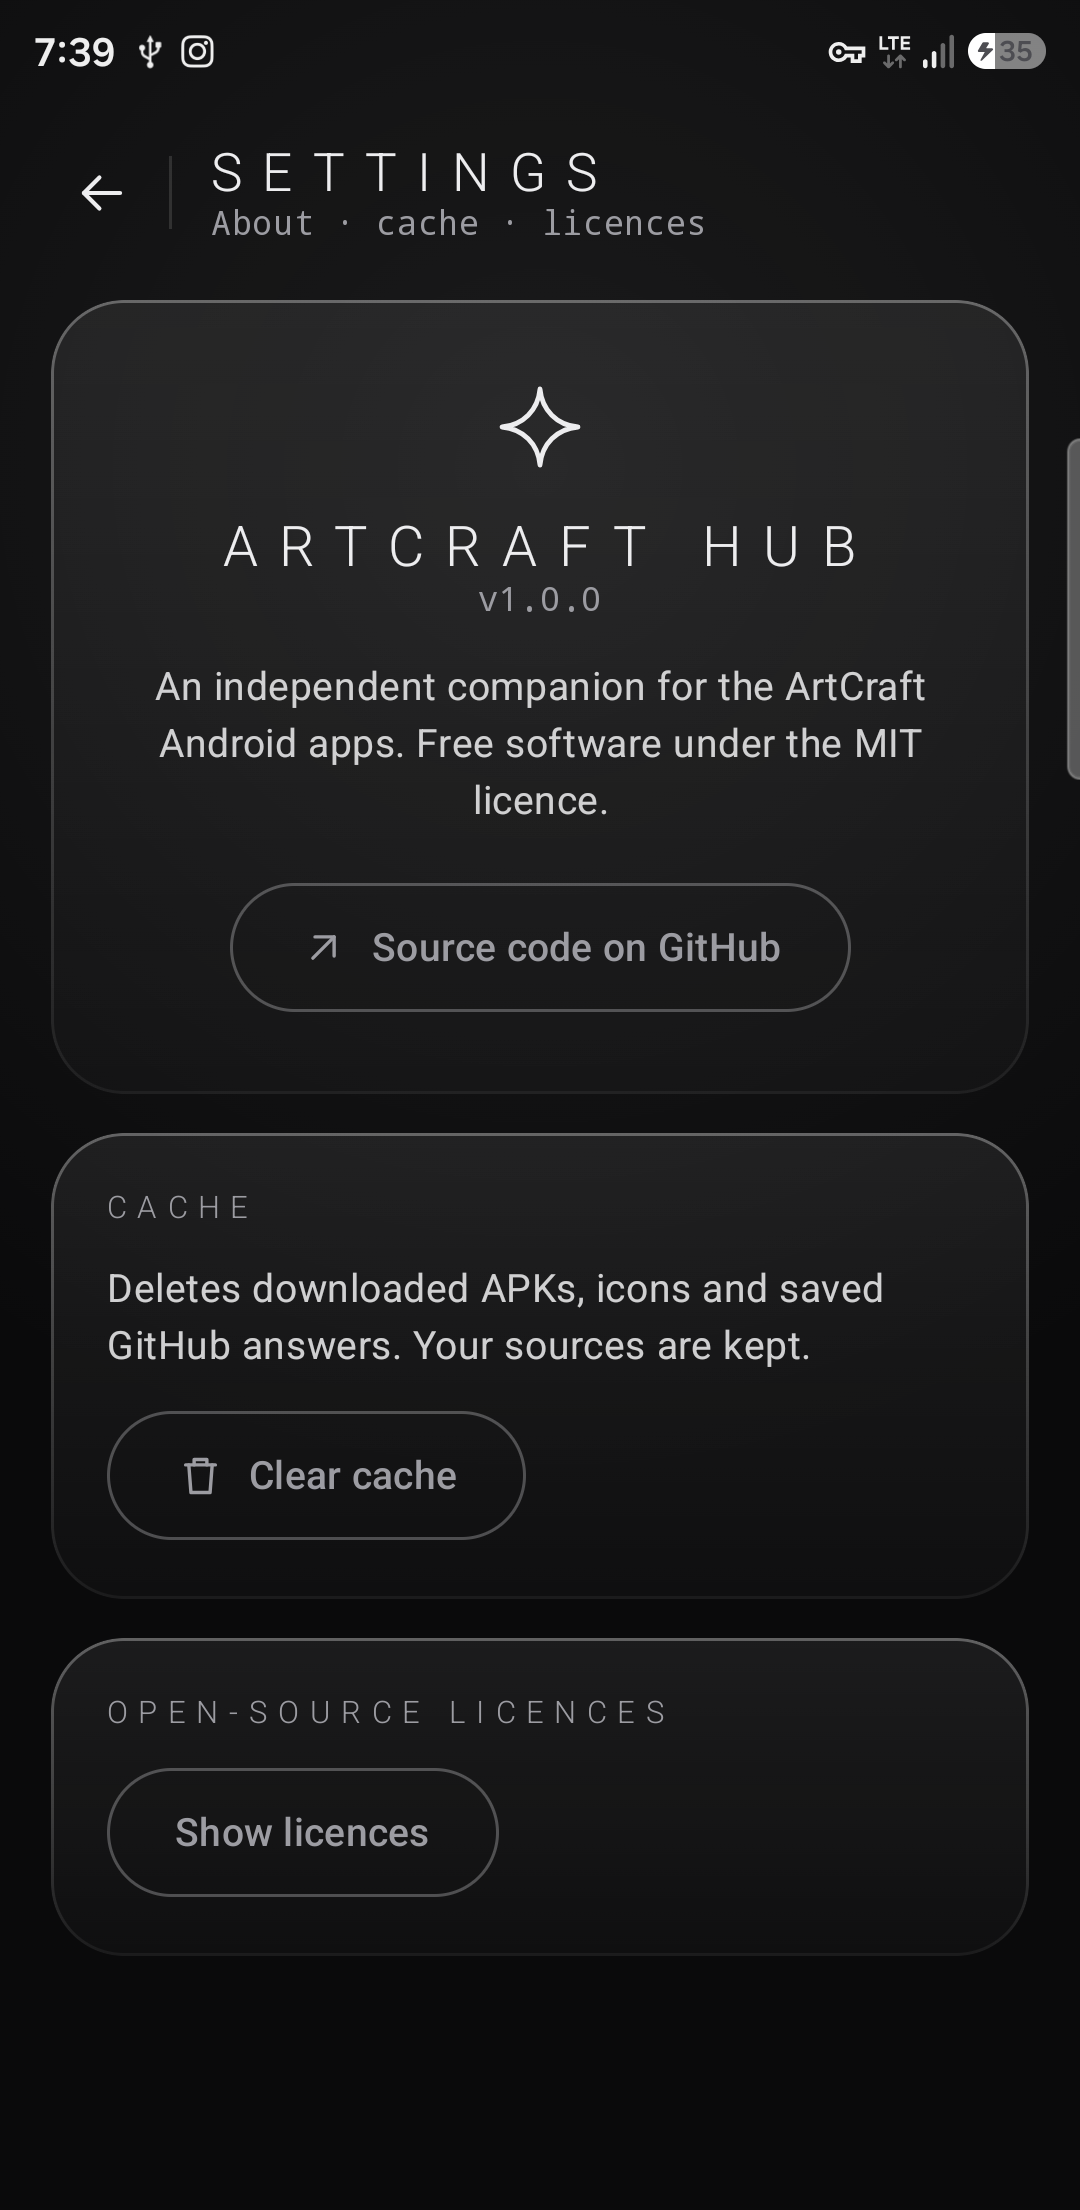 7:39 LTE 35
SETTINGS
About · cache · licences
ARTCRAFT HUB
v1.0.0
An independent companion for the ArtCraft
Android apps. Free software under the MIT
licence.
Source code on GitHub
CACHE
Deletes downloaded APKs, icons and saved
GitHub answers. Your sources are kept.
Clear cache
OPEN-SOURCE LICENCES
Show licences